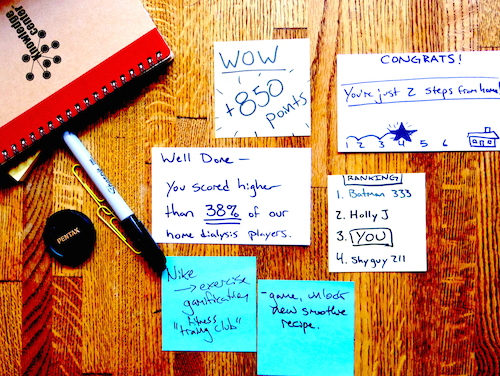 knowledge
center
WOW
+850
points
CONGRATS!
You're just 2 steps from home!
1 2 3 4 5 6
Well Done –
You scored higher
than 38% of our
home dialysis players.
RANKING
1. Batman 333
2. Holly J
3. YOU
4. Shyguy 211
PENTAX
Nike
→ exercise
gamification
fitness
club"
- game, unlock
new smoothie
recipe.